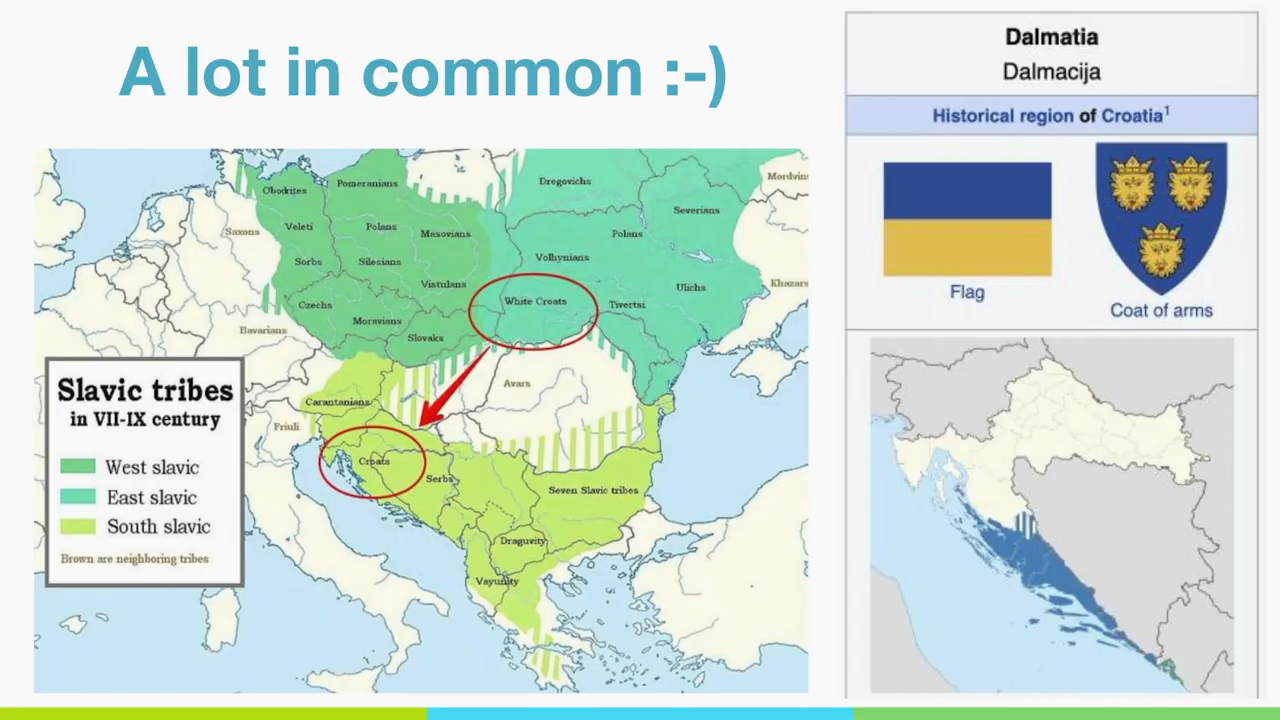 A lot in common :-)
Obodrites
Pomeranians
Dregovichs
Mordvins
Saxons
Veleti
Polans
Masovians
Polans
Severians
Sorbs
Silesians
Volhynians
Vistulans
Ulichs
Khazars
Czechs
White Croats
Tivertsi
Bavarians
Moravians
Slovaks
Avars
Carantanians
Friuli
Croats
Serbs
Seven Slavic tribes
Draguvity
Vayunity
Slavic tribes
in VII-IX century
West slavic
East slavic
South slavic
Brown are neighboring tribes
Dalmatia
Dalmacija
Historical region of Croatia¹
Flag
Coat of arms